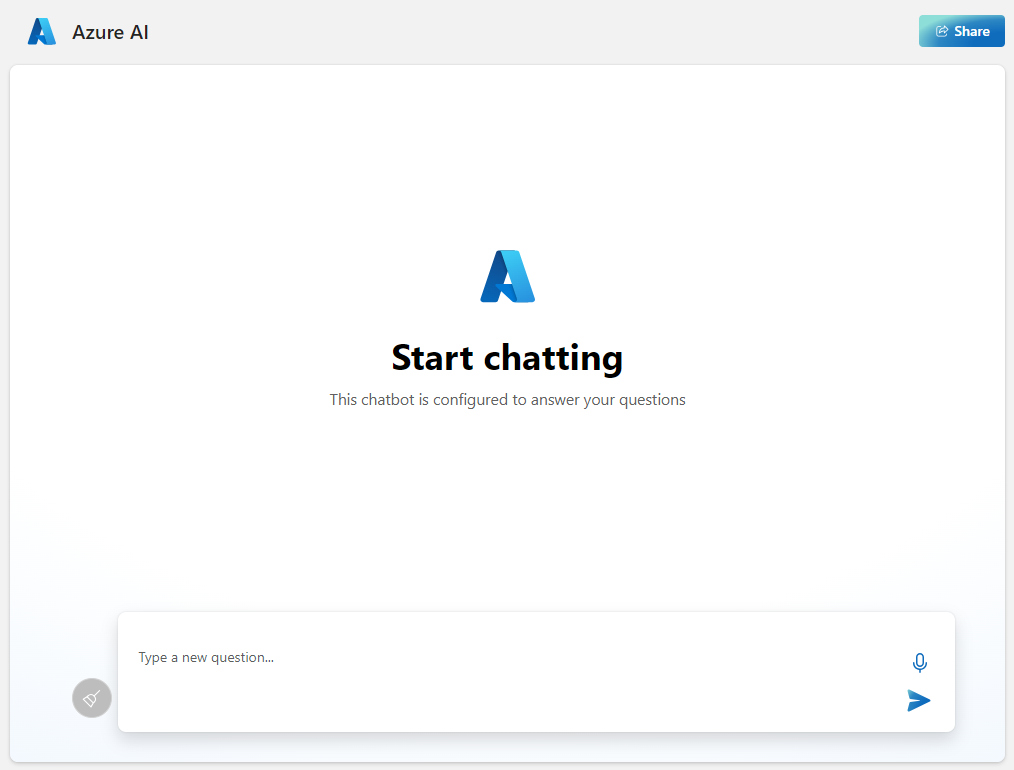 Azure AI
Share
Start chatting
This chatbot is configured to answer your questions
Type a new question...